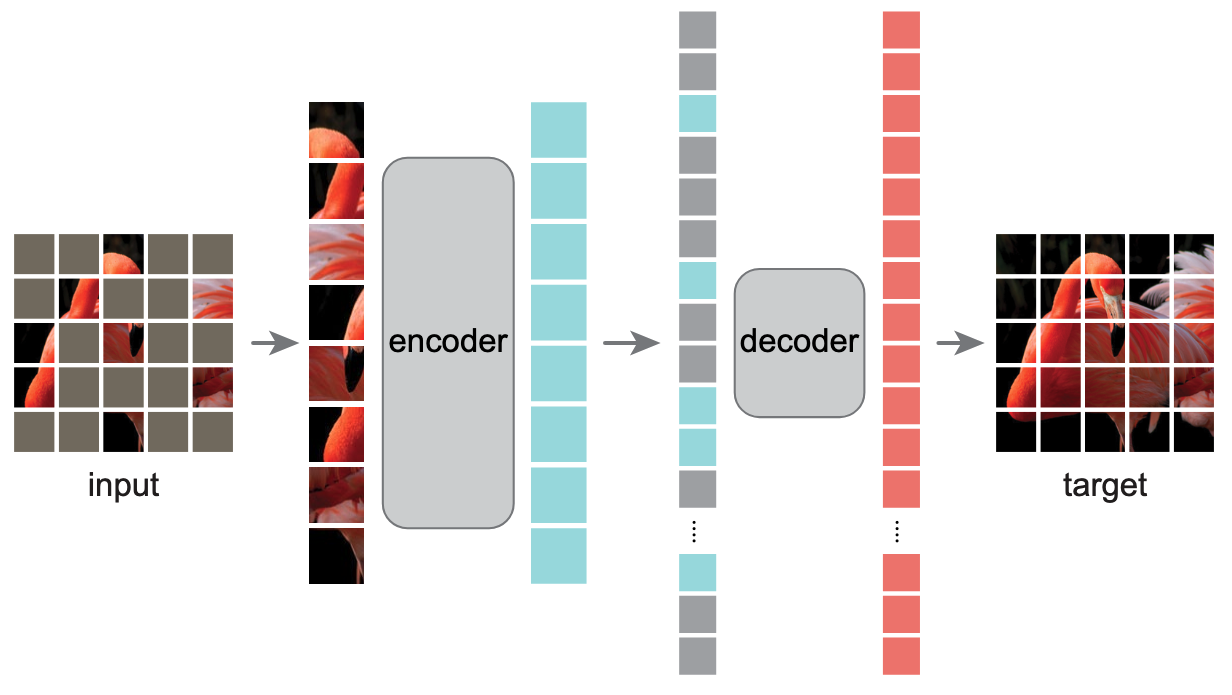 input
encoder
decoder
target